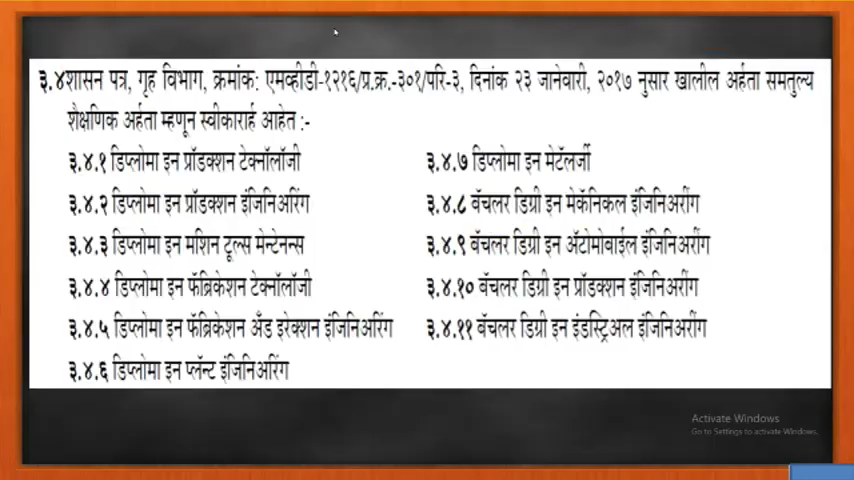 ३.४शासन पत्र, गृह विभाग, क्रमांक: एमव्हीडी-१२१६/प्र.क्र.-३०१/परि-३, दिनांक २३ जानेवारी, २०१७ नुसार खालील अर्हता समतुल्य
शैक्षणिक अर्हता म्हणून स्वीकारार्ह आहेत :-
३.४.१ डिप्लोमा इन प्रॉडक्शन टेक्नॉलॉजी
३.४.२ डिप्लोमा इन प्रॉडक्शन इंजिनिअरिंग
३.४.३ डिप्लोमा इन मशिन टूल्स मेन्टेनन्स
३.४.४ डिप्लोमा इन फॅब्रिकेशन टेक्नॉलॉजी
३.४.५ डिप्लोमा इन फॅब्रिकेशन अँड इरेक्शन इंजिनिअरिंग
३.४.६ डिप्लोमा इन प्लॅन्ट इंजिनिअरिंग
३.४.७ डिप्लोमा इन मेटॅलर्जी
३.४.८ बॅचलर डिग्री इन मेकॅनिकल इंजिनिअरींग
३.४.९ बॅचलर डिग्री इन ॲटोमोबाईल इंजिनिअरींग
३.४.१० बॅचलर डिग्री इन प्रॉडक्शन इंजिनिअरींग
३.४.११ बॅचलर डिग्री इन इंडस्ट्रिअल इंजिनिअरींग
Activate Windows
Go to Settings to activate Windows.